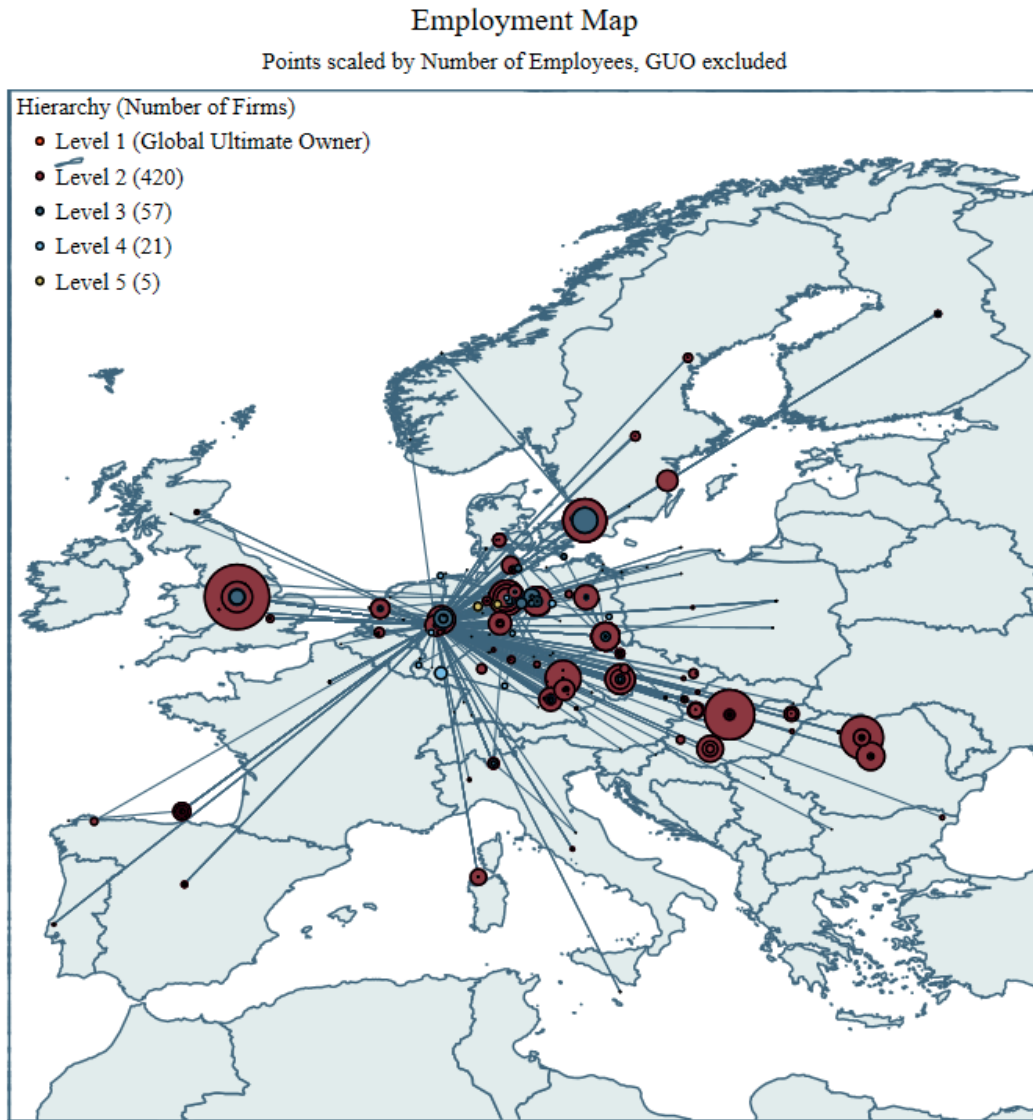 Employment Map
Points scaled by Number of Employees, GUO excluded
Hierarchy (Number of Firms)
Level 1 (Global Ultimate Owner)
Level 2 (420)
Level 3 (57)
Level 4 (21)
Level 5 (5)